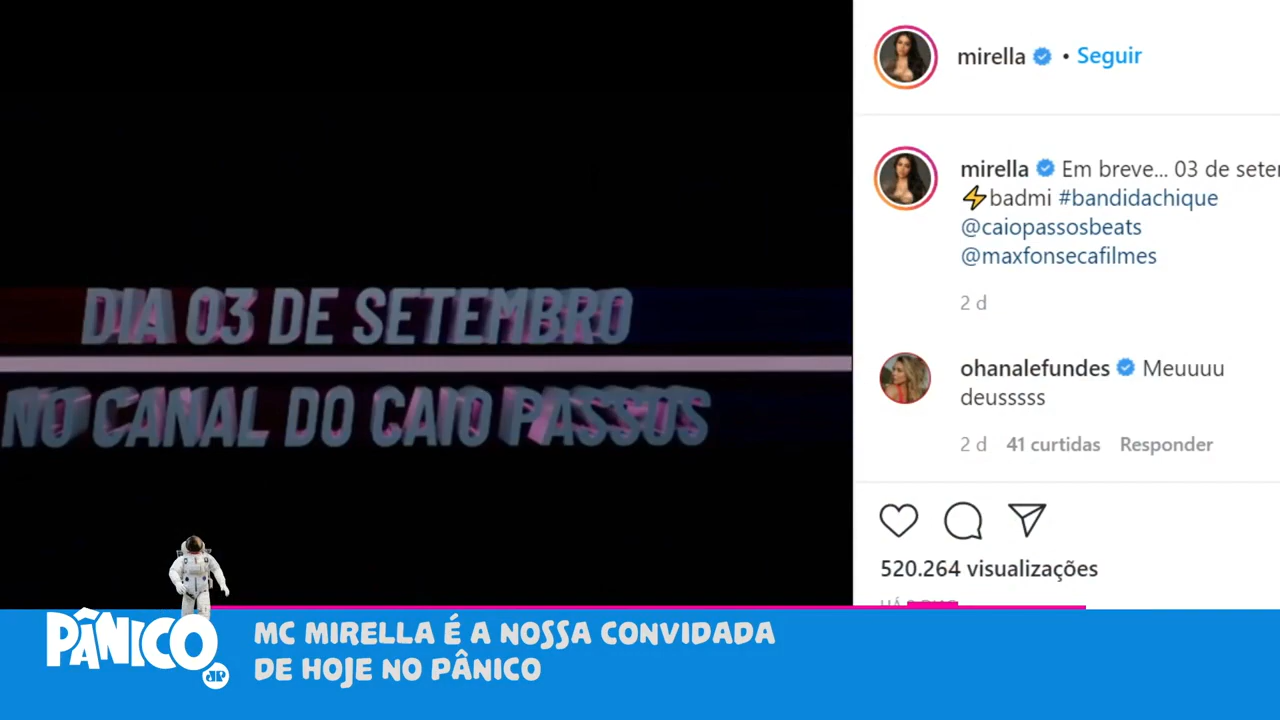 DIA 03 DE SETEMBRO
NO CANAL DO CAIO PASSOS
mirella • Seguir
mirella Em breve... 03 de seter
⚡badmi #bandidachique
@caiopassosbeats
@maxfonsecafilmes
2 d
ohanalefundes Meuuuu
deusssss
2 d 41 curtidas Responder
520.264 visualizações
PÂNICO
JP
MC MIRELLA É A NOSSA CONVIDADA
DE HOJE NO PÂNICO